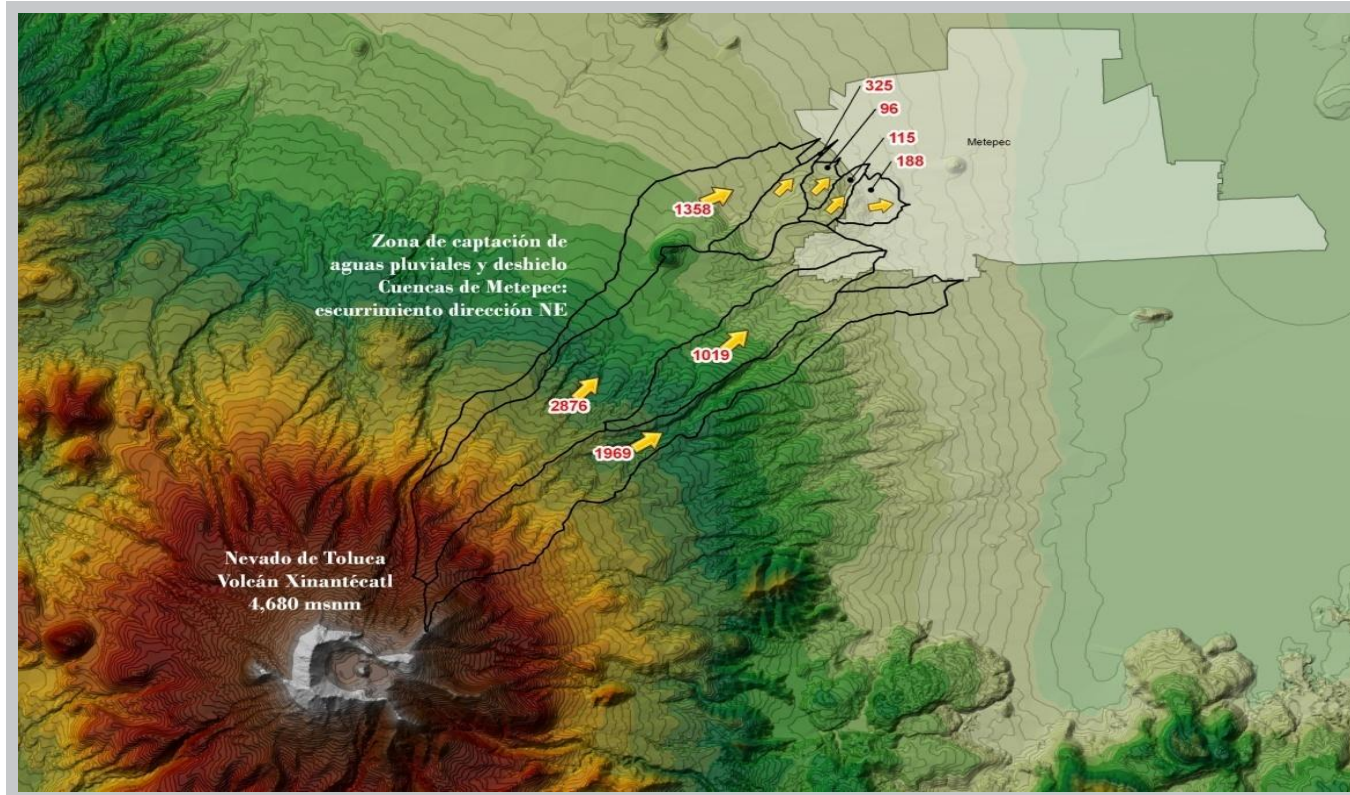 325
96
Metepec
115
188
1358
Zona de captación de
aguas pluviales y deshielo
Cuencas de Metepec:
escurrimiento dirección NE
1019
2876
1969
Nevado de Toluca
Volcán Xinantécatl
4,680 msnm